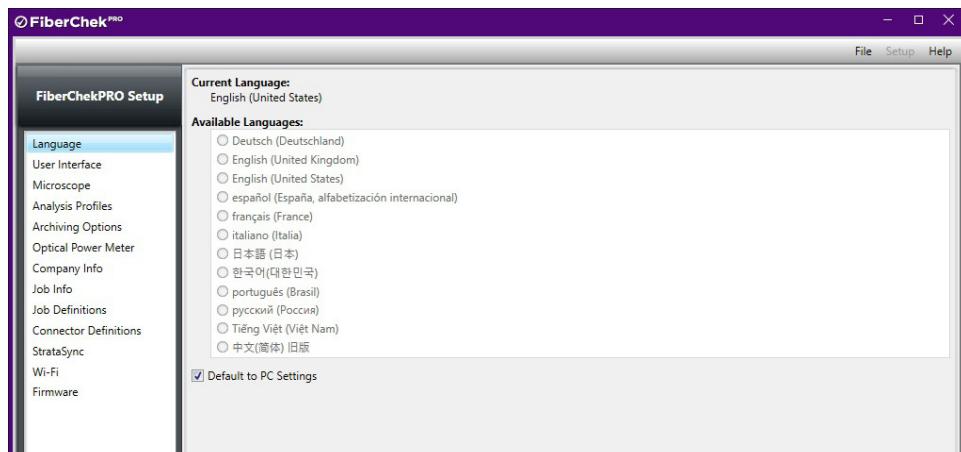 FiberChekPRO
File Setup Help
FiberChekPRO Setup
Language
User Interface
Microscope
Analysis Profiles
Archiving Options
Optical Power Meter
Company Info
Job Info
Job Definitions
Connector Definitions
StrataSync
Wi-Fi
Firmware
Current Language:
English (United States)
Available Languages:
Deutsch (Deutschland)
English (United Kingdom)
English (United States)
español (España, alfabetización internacional)
français (France)
italiano (Italia)
日本語 (日本)
한국어(대한민국)
português (Brasil)
русский (Россия)
Tiếng Việt (Việt Nam)
中文(简体) 旧版
Default to PC Settings